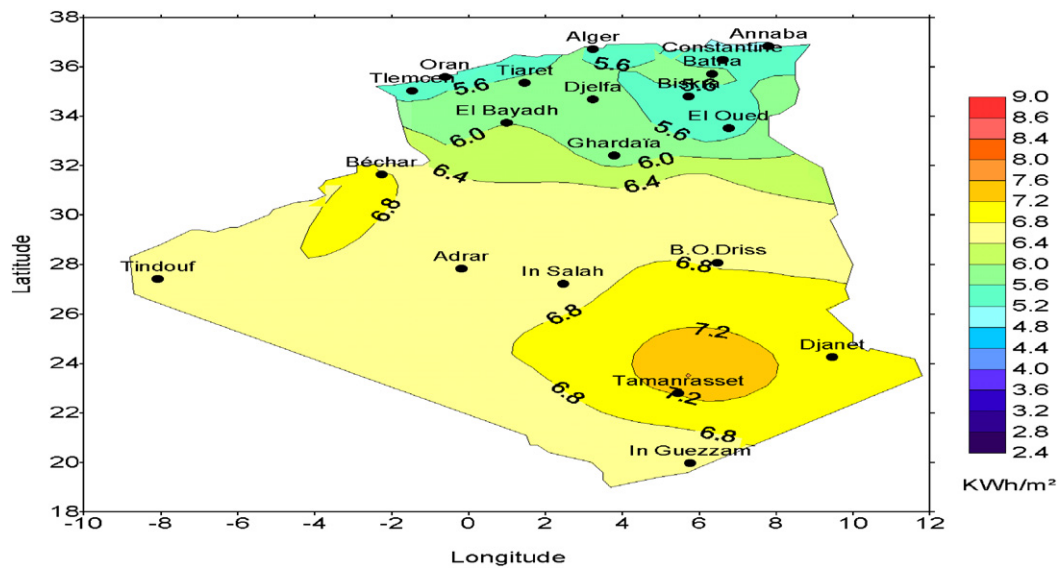 38
Alger
Annaba
Constantine
36
Oran
5.6
Batna
Tlemcen
5.6
Tiaret
Djelfa
Biskra
5.6
34
El Bayadh
5.6
El Oued
6.0
Ghardaïa
6.0
32
Béchar
6.4
6.4
30
6.8
28
Tindouf
Adrar
In Salah
B.O.Driss
6.8
26
6.8
7.2
Djanet
24
Tamanrasset
6.8
7.2
22
6.8
In Guezzam
20
18
-10
-8
-6
-4
-2
0
2
4
6
8
10
12
Latitude
Longitude
9.0
8.6
8.4
8.0
7.6
7.2
6.8
6.4
6.0
5.6
5.2
4.8
4.4
4.0
3.6
3.2
2.8
2.4
KWh/m²